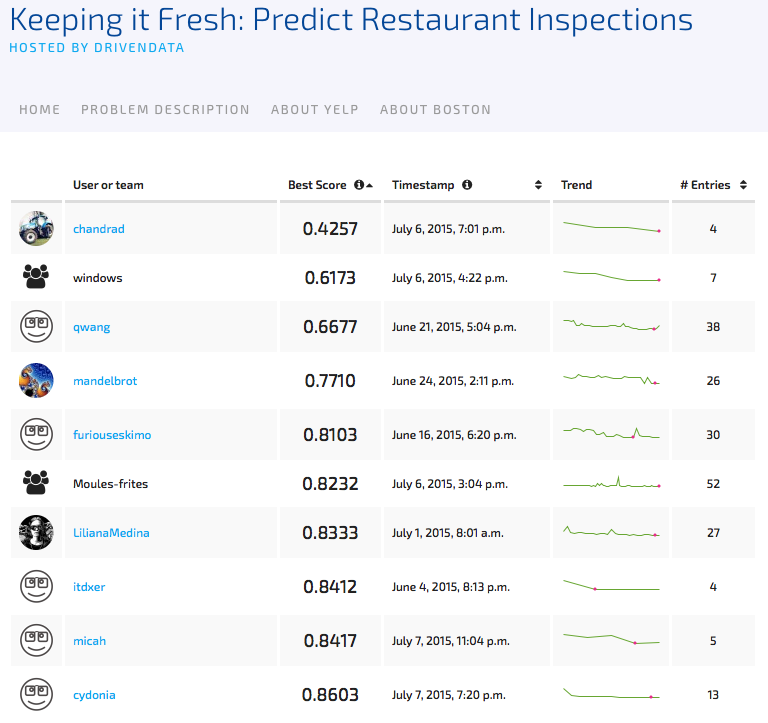 Keeping it Fresh: Predict Restaurant Inspections
HOSTED BY DRIVENDATA
HOME PROBLEM DESCRIPTION ABOUT YELP ABOUT BOSTON
User or team Best Score Timestamp Trend # Entries
chandrad 0.4257 July 6, 2015, 7:01 p.m. 4
windows 0.6173 July 6, 2015, 4:22 p.m. 7
qwang 0.6677 June 21, 2015, 5:04 p.m. 38
mandelbrot 0.7710 June 24, 2015, 2:11 p.m. 26
furiouseskimo 0.8103 June 16, 2015, 6:20 p.m. 30
Moules-frites 0.8232 July 6, 2015, 3:04 p.m. 52
LilianaMedina 0.8333 July 1, 2015, 8:01 a.m. 27
itdxer 0.8412 June 4, 2015, 8:13 p.m. 4
micah 0.8417 July 7, 2015, 11:04 p.m. 5
cydonia 0.8603 July 7, 2015, 7:20 p.m. 13